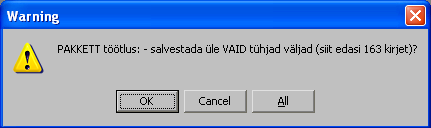 Warning
PAKKETT töötlus: - salvestada üle VAID tühjad väljad (siit edasi 163 kirjet)?
OK
Cancel
All